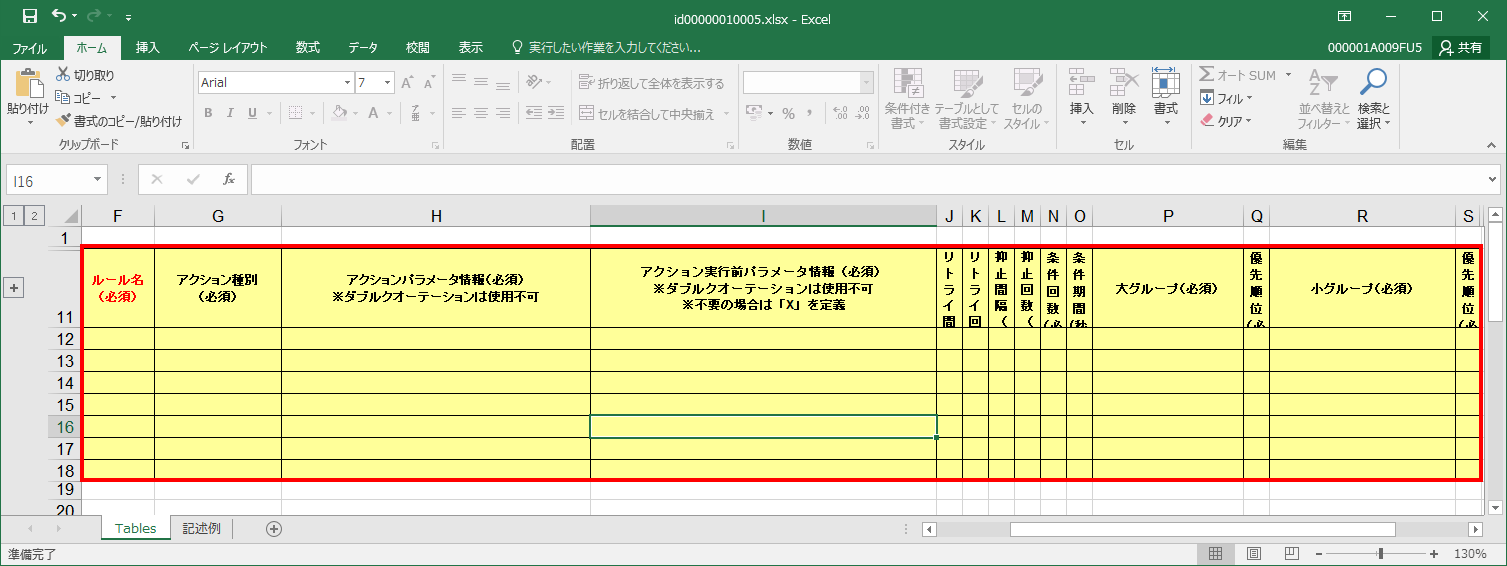 id00000010005.xlsx - Excel
ファイル ホーム 挿入 ページ レイアウト 数式 データ 校閲 表示 実行したい作業を入力してください... 000001A009FU5 共有
貼り付け
切り取り
コピー
書式のコピー/貼り付け
クリップボード
Arial 7
B I U
フォント
折り返して全体を表示する
セルを結合して中央揃え
配置
数値
条件付き書式
テーブルとして書式設定
セルのスタイル
スタイル
挿入 削除 書式
セル
オート SUM
フィル
クリア
並べ替えとフィルター
検索と選択
編集
I16 fx
1 2
F G H I J K L M N O P Q R S
1
11
ルール名
(必須)
アクション種別
(必須)
アクションパラメータ情報(必須)
※ダブルクオーテーションは使用不可
アクション実行前パラメータ情報(必須)
※ダブルクオーテーションは使用不可
※不要の場合は「X」を定義
リトライ間
リトライ回
抑止間隔(
抑止回数(
条件回数(必
条件期間(秒
大グループ(必須)
優先順位(必
小グループ(必須)
優先順位(必
12
13
14
15
16
17
18
19
20
Tables 記述例
準備完了 130%